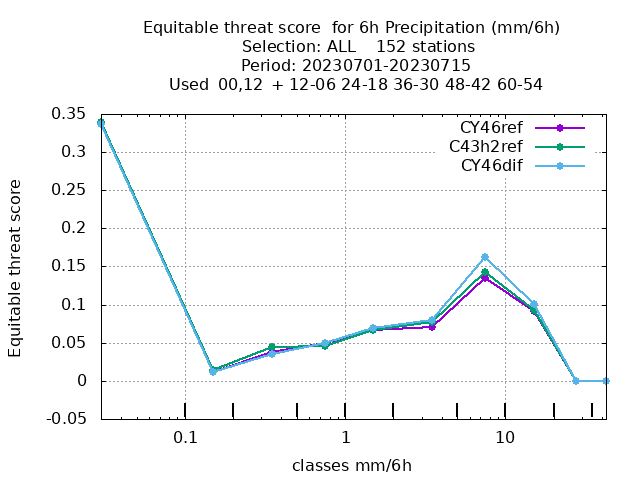 Equitable threat score  for 6h Precipitation (mm/6h)
Selection: ALL    152 stations
Period: 20230701-20230715
Used  00,12  + 12-06 24-18 36-30 48-42 60-54
CY46ref
C43h2ref
CY46dif
Equitable threat score
0.35
0.3
0.25
0.2
0.15
0.1
0.05
0
-0.05
0.1
1
10
classes mm/6h